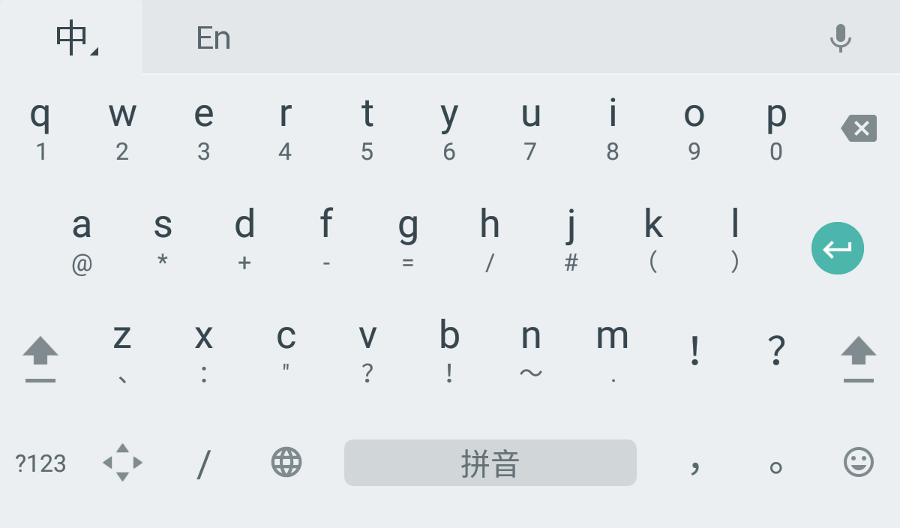 中 En
q w e r t y u i o p
1 2 3 4 5 6 7 8 9 0
a s d f g h j k l
@ * + - = / # ( )
z x c v b n m ! ?
、 : " ? ! ～ .
?123 / 拼音 ， 。